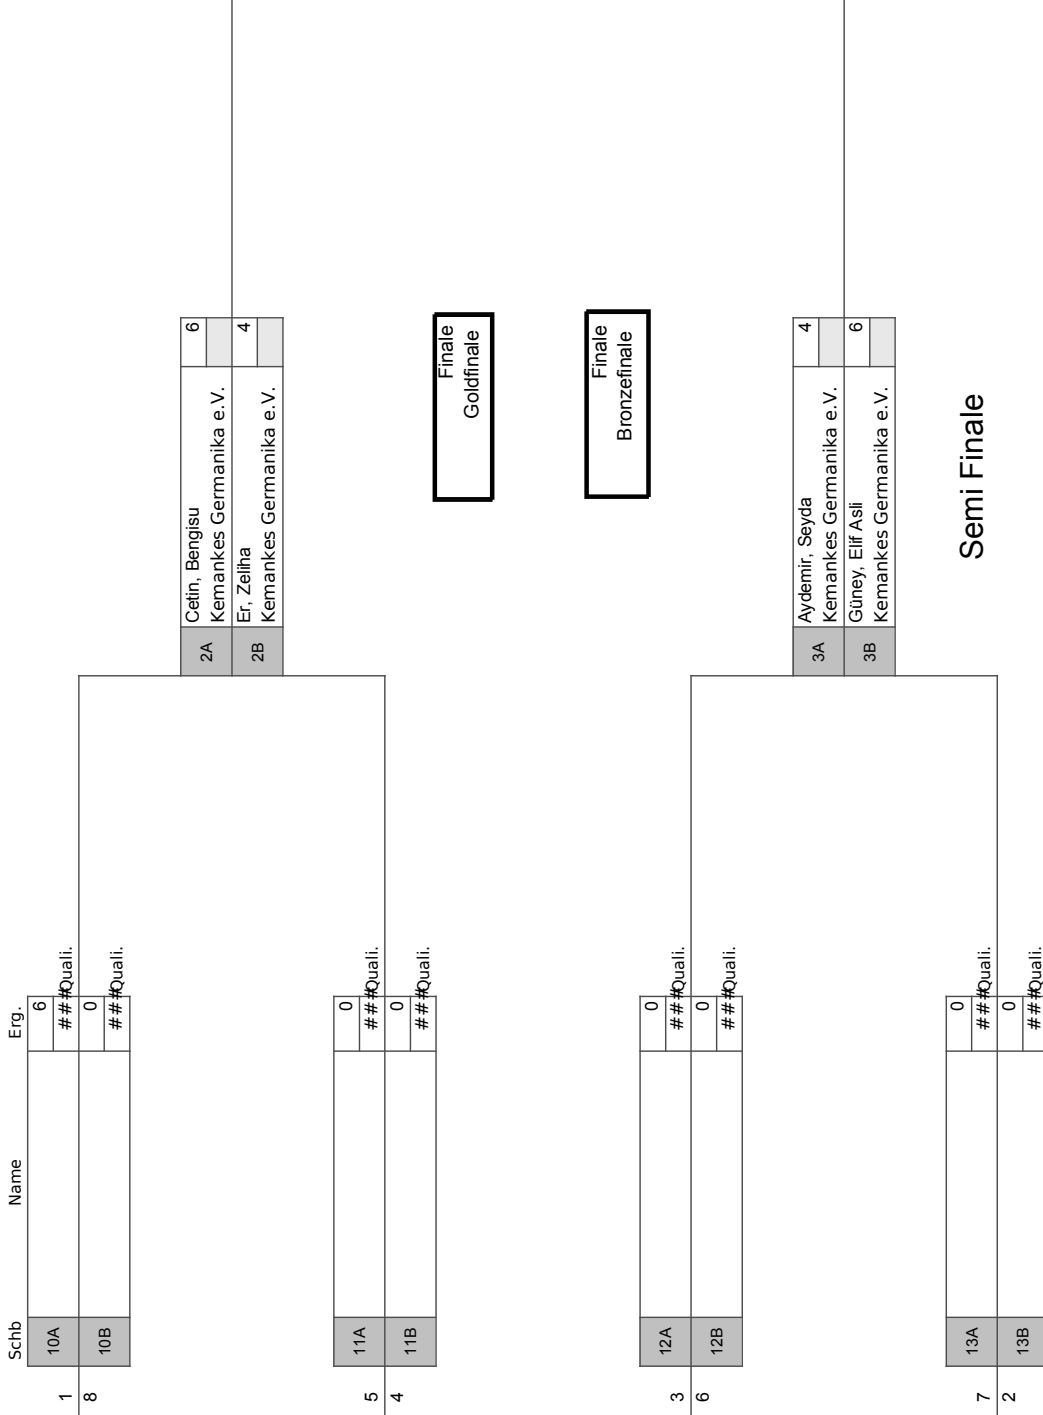 Schb Name Erg.
1 10A 6
### Quali.
8 10B 0
### Quali.
2A Cetin, Bengisu 6
Kemankes Germanika e.V.
2B Er, Zeliha 4
Kemankes Germanika e.V.
5 11A 0
### Quali.
4 11B 0
### Quali.
Finale
Goldfinale
Finale
Bronzefinale
3 12A 0
### Quali.
6 12B 0
### Quali.
3A Aydemir, Seyda 4
Kemankes Germanika e.V.
3B Güney, Elif Asli 6
Kemankes Germanika e.V.
7 13A 0
### Quali.
2 13B 0
### Quali.
Semi Finale